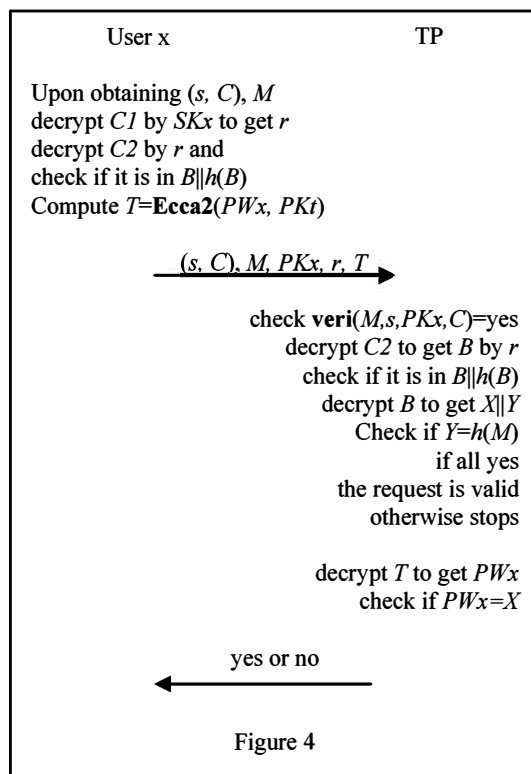 User x TP
Upon obtaining (s, C), M
decrypt C1 by SKx to get r
decrypt C2 by r and
check if it is in B||h(B)
Compute T=Ecca2(PWx, PKt)
(s, C), M, PKx, r, T
check veri(M,s,PKx,C)=yes
decrypt C2 to get B by r
check if it is in B||h(B)
decrypt B to get X||Y
Check if Y=h(M)
if all yes
the request is valid
otherwise stops
decrypt T to get PWx
check if PWx=X
yes or no
Figure 4